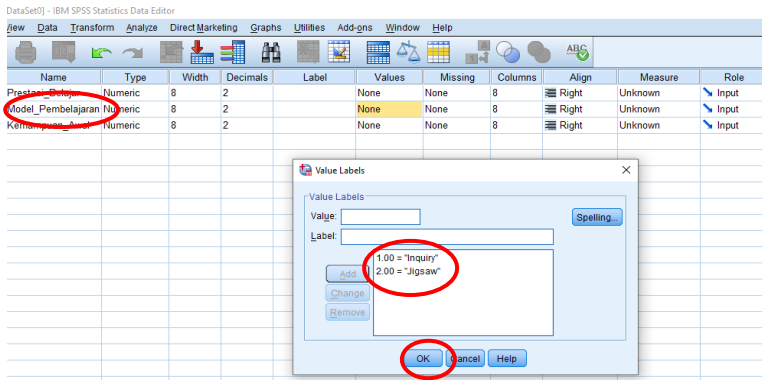 DataSet0] - IBM SPSS Statistics Data Editor
View Data Transform Analyze Direct Marketing Graphs Utilities Add-ons Window Help
Name Type Width Decimals Label Values Missing Columns Align Measure Role
Prestasi_Belajar Numeric 8 2 None None 8 Right Unknown Input
Model_Pembelajaran Numeric 8 2 None None 8 Right Unknown Input
Kemampuan_Awal Numeric 8 2 None None 8 Right Unknown Input
Value Labels
Value Labels
Value:
Spelling...
Label:
1.00 = "Inquiry"
2.00 = "Jigsaw"
Add
Change
Remove
OK Cancel Help